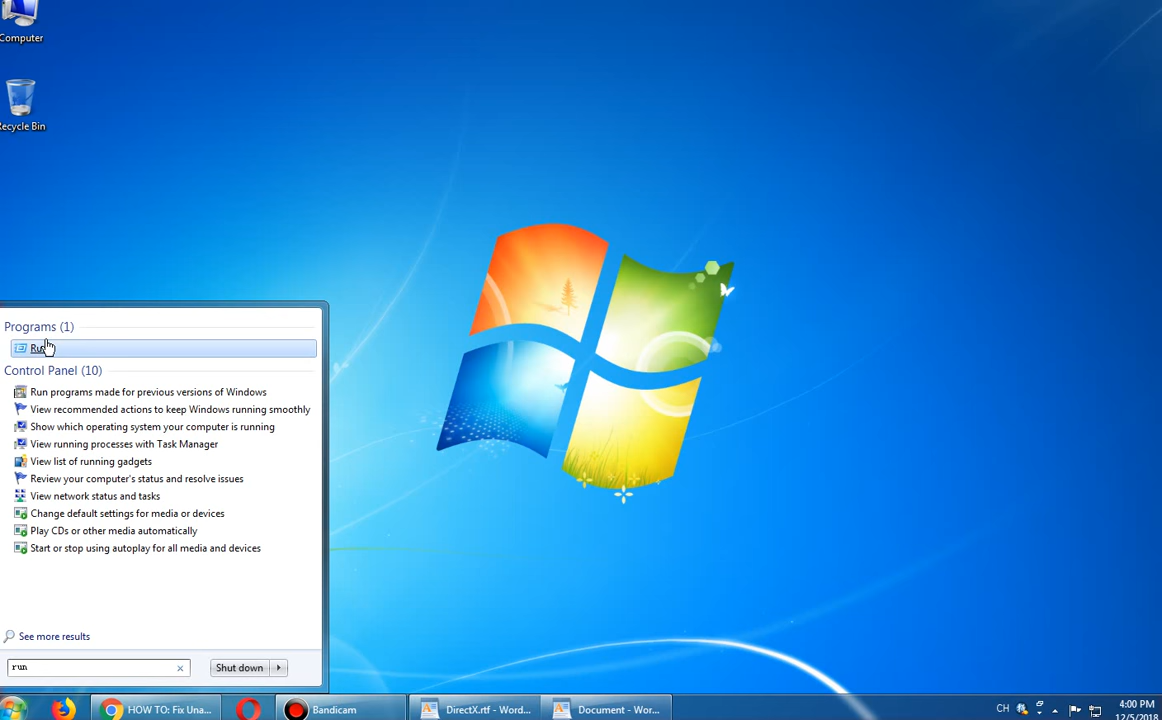 Computer
Recycle Bin
Programs (1)
Run
Control Panel (10)
Run programs made for previous versions of Windows
View recommended actions to keep Windows running smoothly
Show which operating system your computer is running
View running processes with Task Manager
View list of running gadgets
Review your computer's status and resolve issues
View network status and tasks
Change default settings for media or devices
Play CDs or other media automatically
Start or stop using autoplay for all media and devices
See more results
run
Shut down
HOW TO: Fix Una...
Bandicam
DirectX.rtf - Word...
Document - Wor...
CH
4:00 PM
12/5/2018